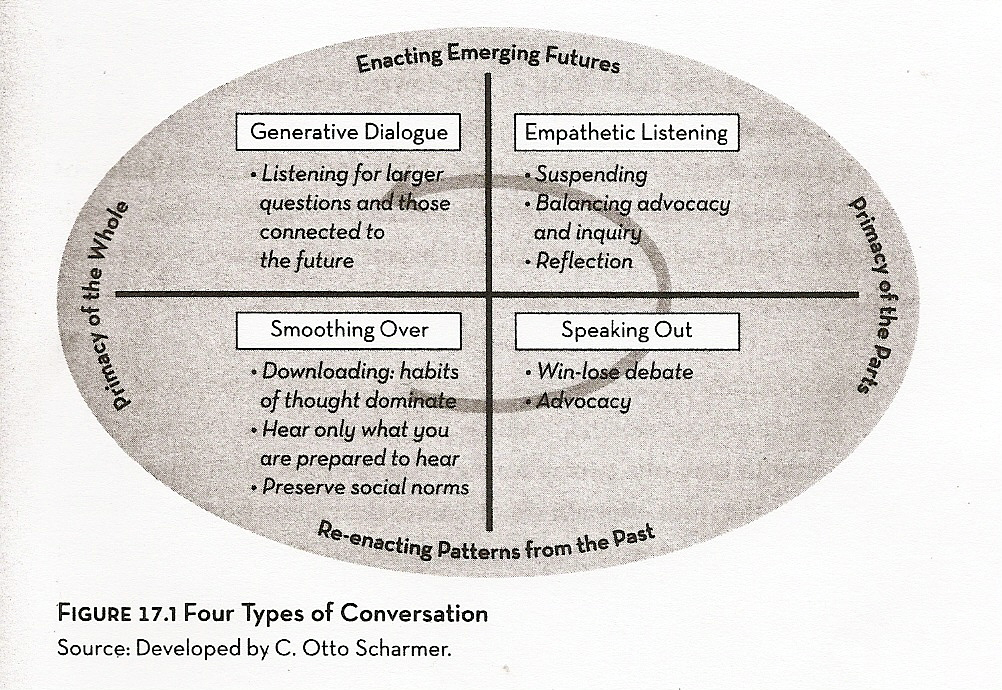 Enacting Emerging Futures
Primacy of the Whole
Generative Dialogue
• Listening for larger
questions and those
connected to
the future
Empathetic Listening
• Suspending
• Balancing advocacy
and inquiry
• Reflection
Primacy of the Parts
Smoothing Over
• Downloading: habits
of thought dominate
• Hear only what you
are prepared to hear
• Preserve social norms
Speaking Out
• Win-lose debate
• Advocacy
Re-enacting Patterns from the Past
FIGURE 17.1 Four Types of Conversation
Source: Developed by C. Otto Scharmer.